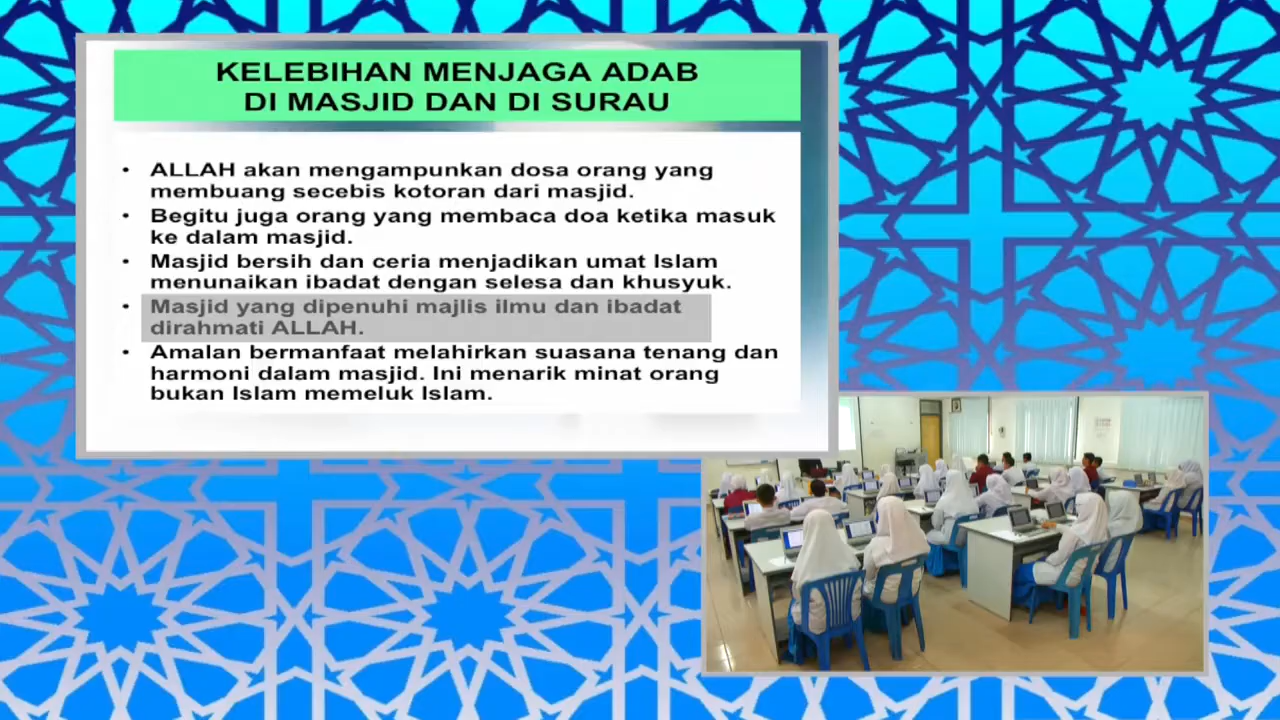 KELEBIHAN MENJAGA ADAB
DI MASJID DAN DI SURAU
• ALLAH akan mengampunkan dosa orang yang
membuang secebis kotoran dari masjid.
• Begitu juga orang yang membaca doa ketika masuk
ke dalam masjid.
• Masjid bersih dan ceria menjadikan umat Islam
menunaikan ibadat dengan selesa dan khusyuk.
• Masjid yang dipenuhi majlis ilmu dan ibadat
dirahmati ALLAH.
• Amalan bermanfaat melahirkan suasana tenang dan
harmoni dalam masjid. Ini menarik minat orang
bukan Islam memeluk Islam.